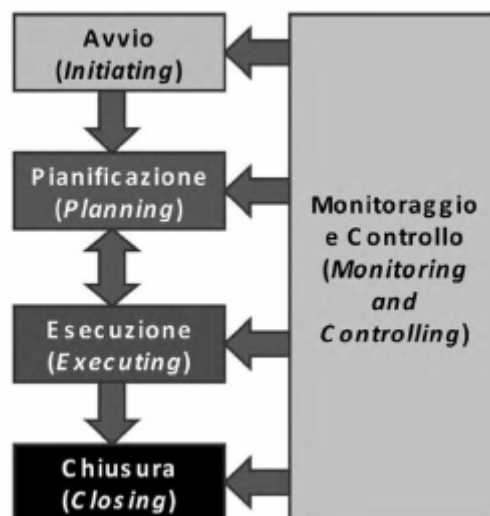 Avvio
(Initiating)
Pianificazione
(Planning)
Esecuzione
(Executing)
Chiusura
(Closing)
Monitoraggio
e Controllo
(Monitoring
and
Controlling)